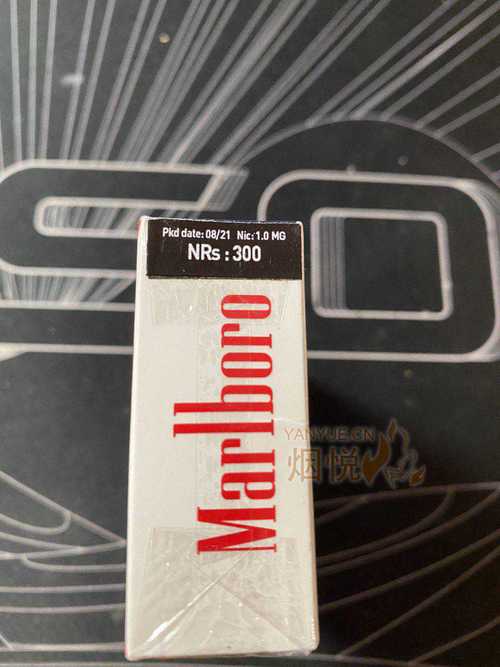 Pkd date: 08/21 Nic: 1.0 MG
NRs : 300
Marlboro
YANYUE.CN
烟悦